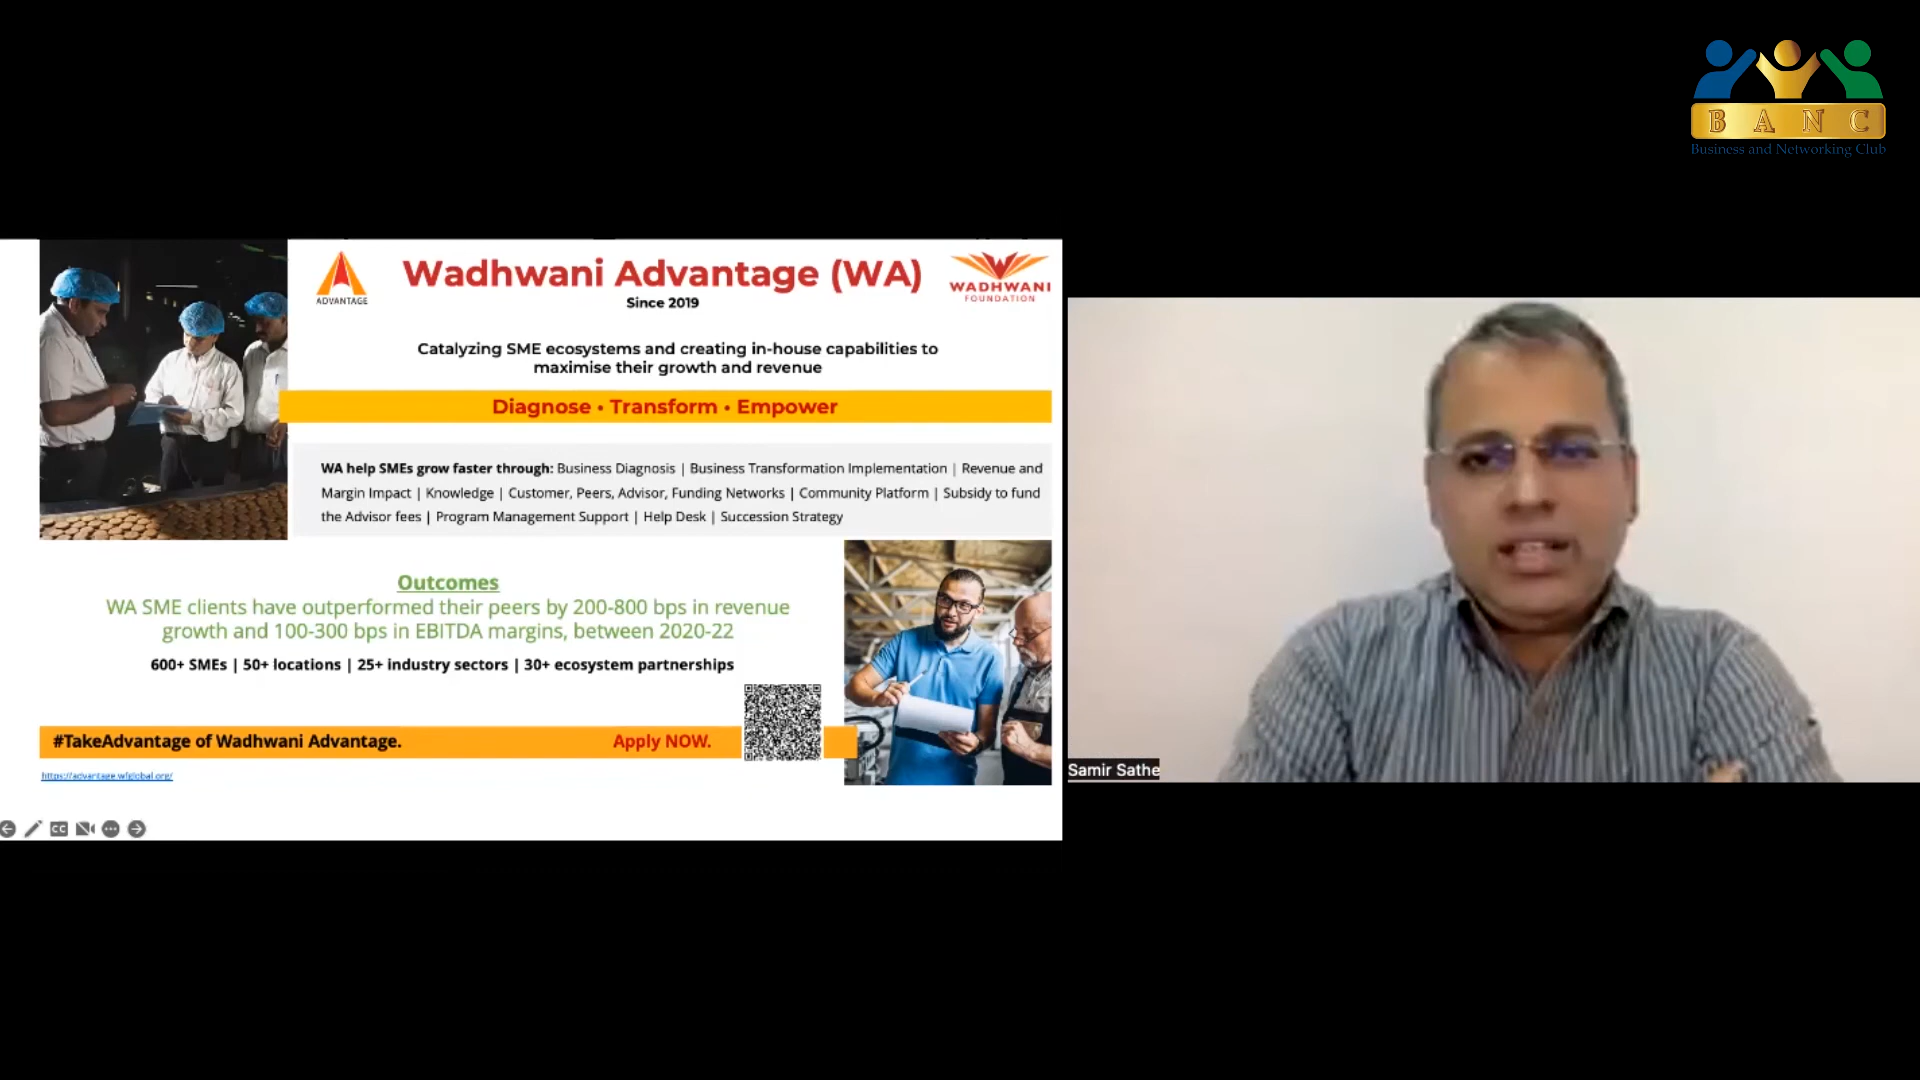 B A N C
Business and Networking Club
ADVANTAGE
Wadhwani Advantage (WA)
Since 2019
WADHWANI
FOUNDATION
Catalyzing SME ecosystems and creating in-house capabilities to
maximise their growth and revenue
Diagnose • Transform • Empower
WA help SMEs grow faster through: Business Diagnosis | Business Transformation Implementation | Revenue and
Margin Impact | Knowledge | Customer, Peers, Advisor, Funding Networks | Community Platform | Subsidy to fund
the Advisor fees | Program Management Support | Help Desk | Succession Strategy
Outcomes
WA SME clients have outperformed their peers by 200-800 bps in revenue
growth and 100-300 bps in EBITDA margins, between 2020-22
600+ SMEs | 50+ locations | 25+ industry sectors | 30+ ecosystem partnerships
#TakeAdvantage of Wadhwani Advantage.
Apply NOW.
https://advantage.wfglobal.org/
CC
Samir Sathe